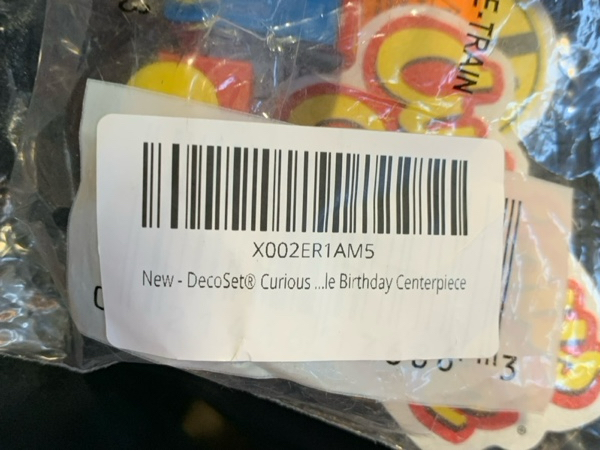 E-TRAIN
X002ER1AM5
New - DecoSet® Curious ...le Birthday Centerpiece